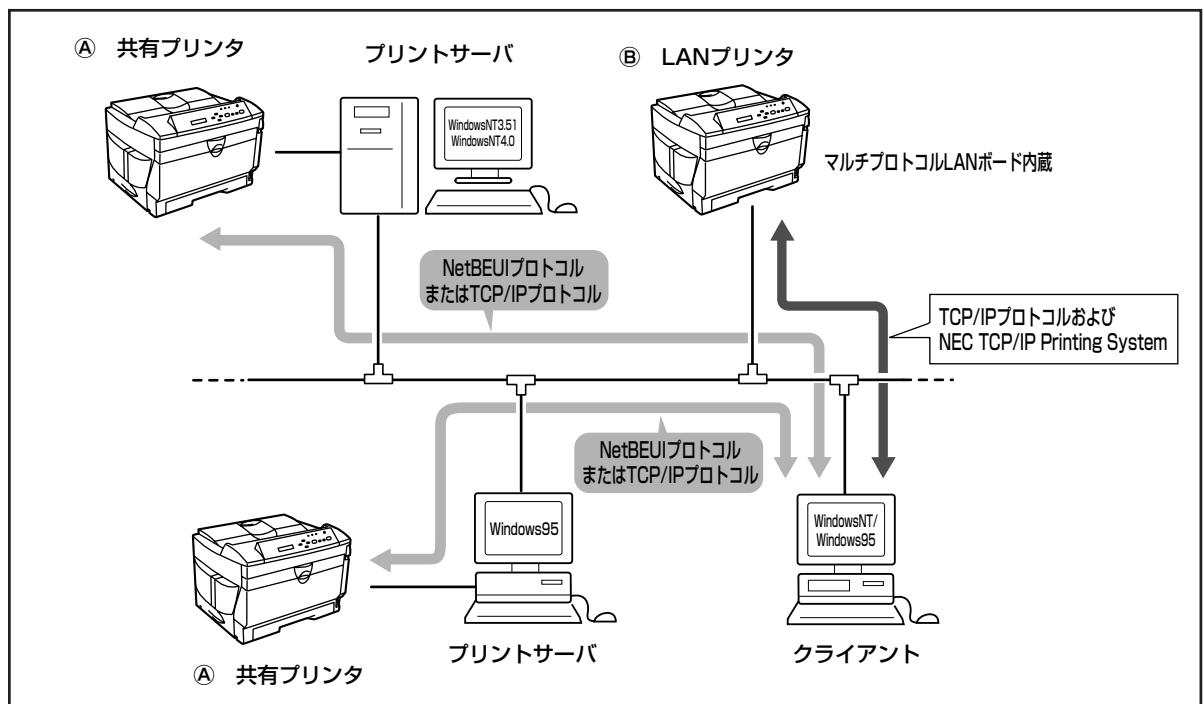 Ⓐ 共有プリンタ
プリントサーバ
Ⓑ LANプリンタ
WindowsNT3.51
WindowsNT4.0
マルチプロトコルLANボード内蔵
NetBEUIプロトコル
またはTCP/IPプロトコル
TCP/IPプロトコルおよび
NEC TCP/IP Printing System
NetBEUIプロトコル
またはTCP/IPプロトコル
Windows95
WindowsNT/
Windows95
プリントサーバ
クライアント
Ⓐ 共有プリンタ